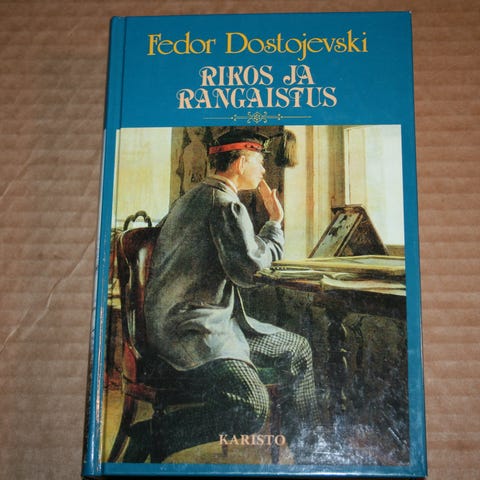 Fedor Dostojevski
RIKOS JA
RANGAISTUS
KARISTO